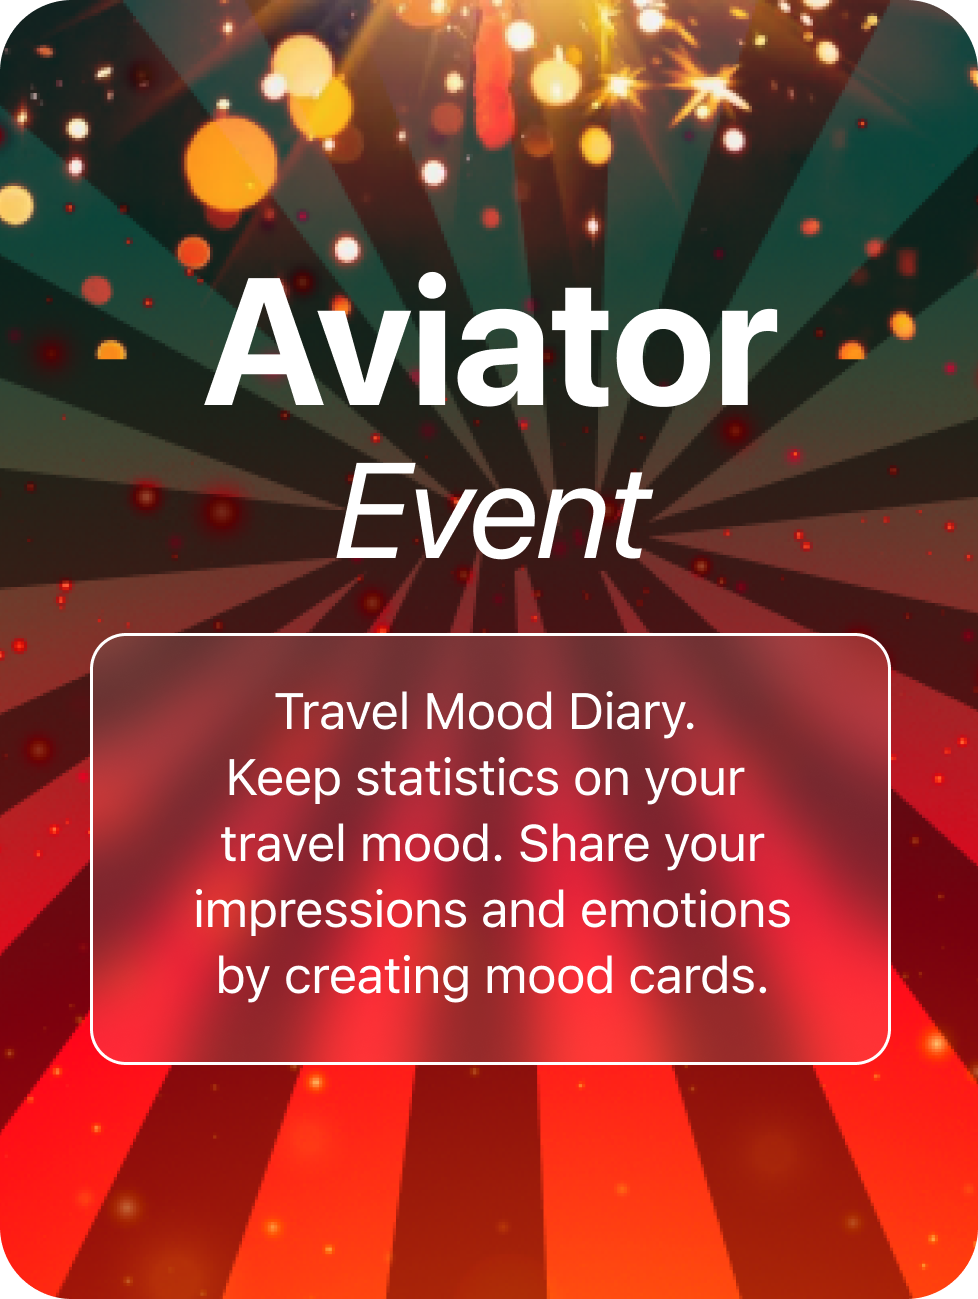 Aviator
Event
Travel Mood Diary.
Keep statistics on your
travel mood. Share your
impressions and emotions
by creating mood cards.